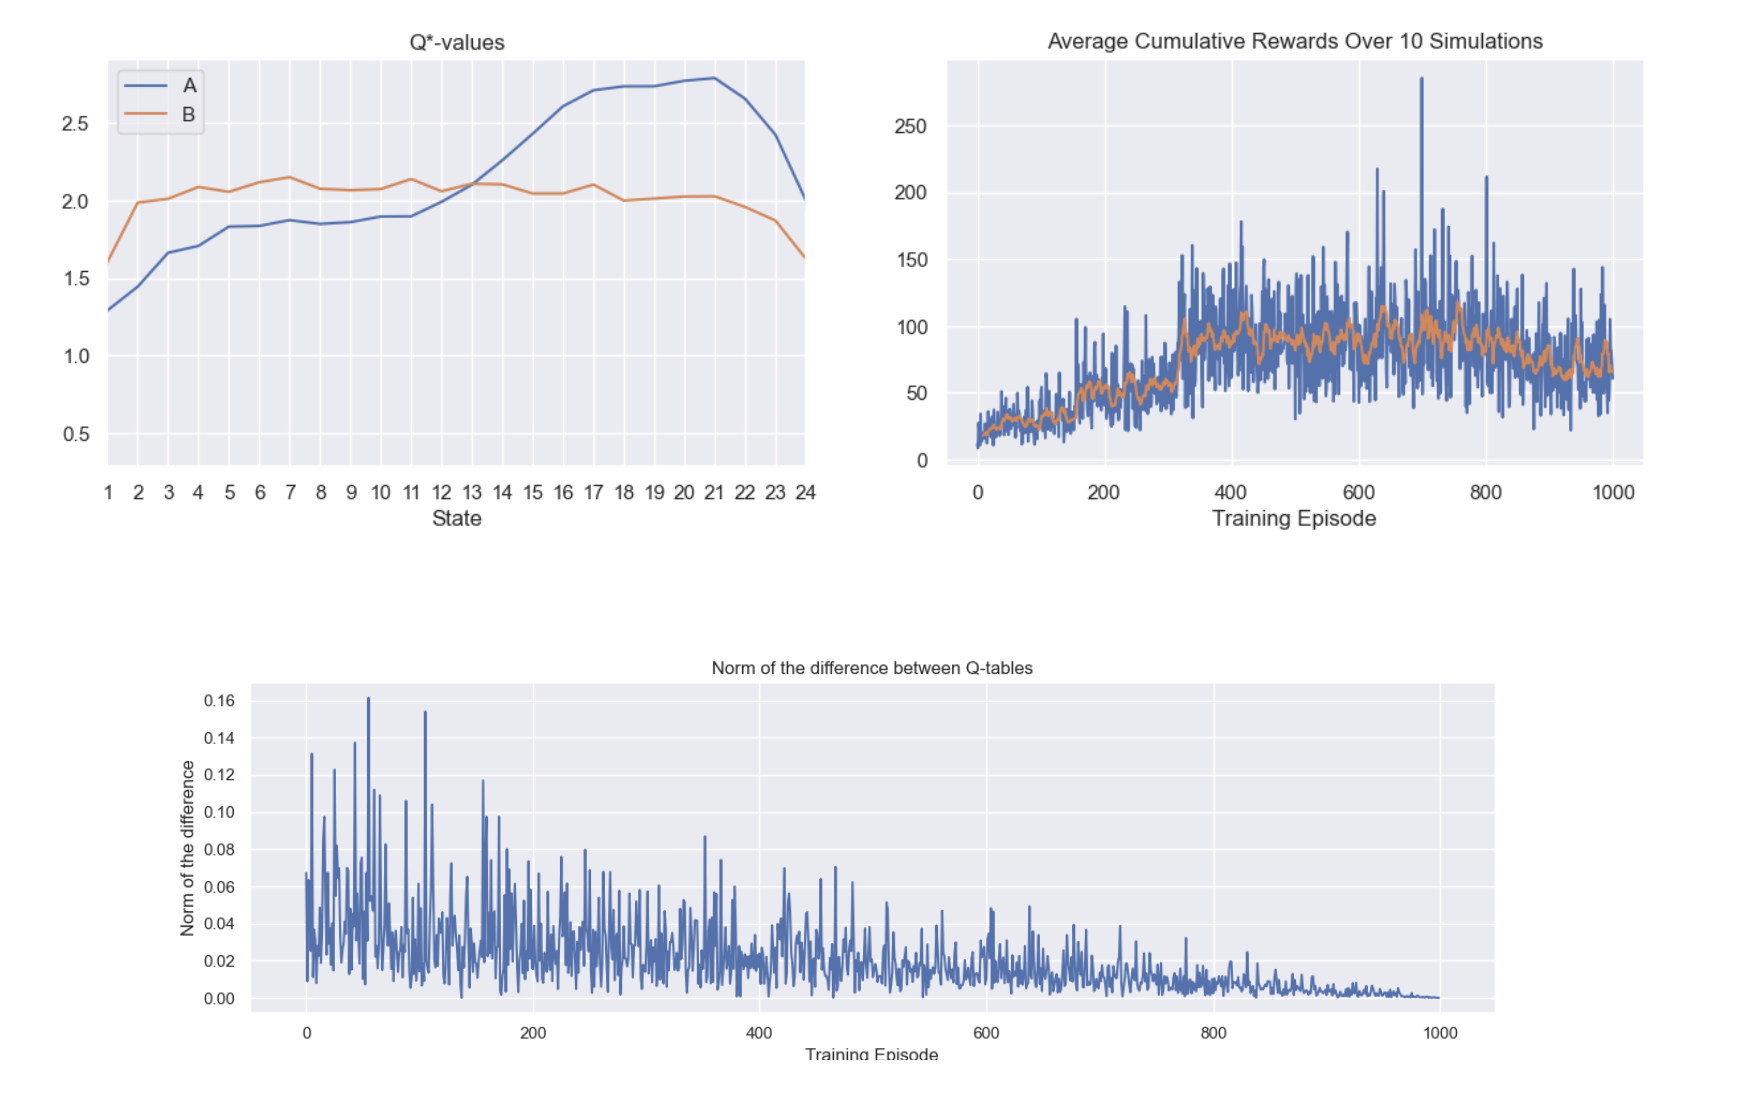 Q*-values
A
B
2.5
2.0
1.5
1.0
0.5
1 2 3 4 5 6 7 8 9 10 11 12 13 14 15 16 17 18 19 20 21 22 23 24
State
Average Cumulative Rewards Over 10 Simulations
250
200
150
100
50
0
0 200 400 600 800 1000
Training Episode
Norm of the difference between Q-tables
Norm of the difference
0.16
0.14
0.12
0.10
0.08
0.06
0.04
0.02
0.00
0 200 400 600 800 1000
Training Episode